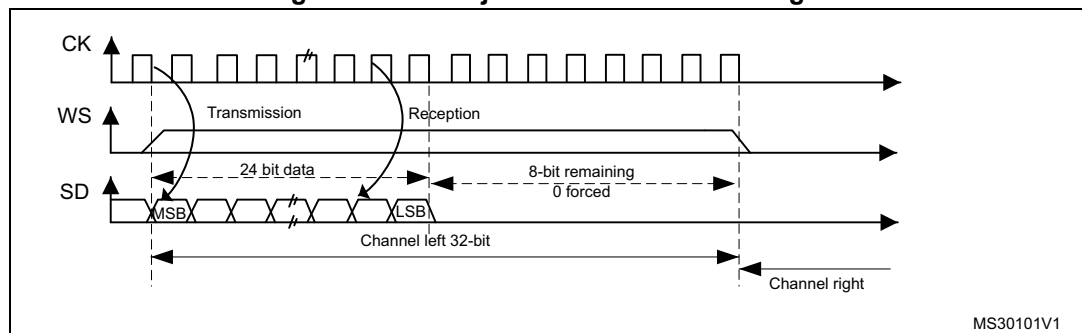 CK
WS
Transmission
Reception
24 bit data
8-bit remaining
0 forced
SD
MSB
LSB
Channel left 32-bit
Channel right
MS30101V1